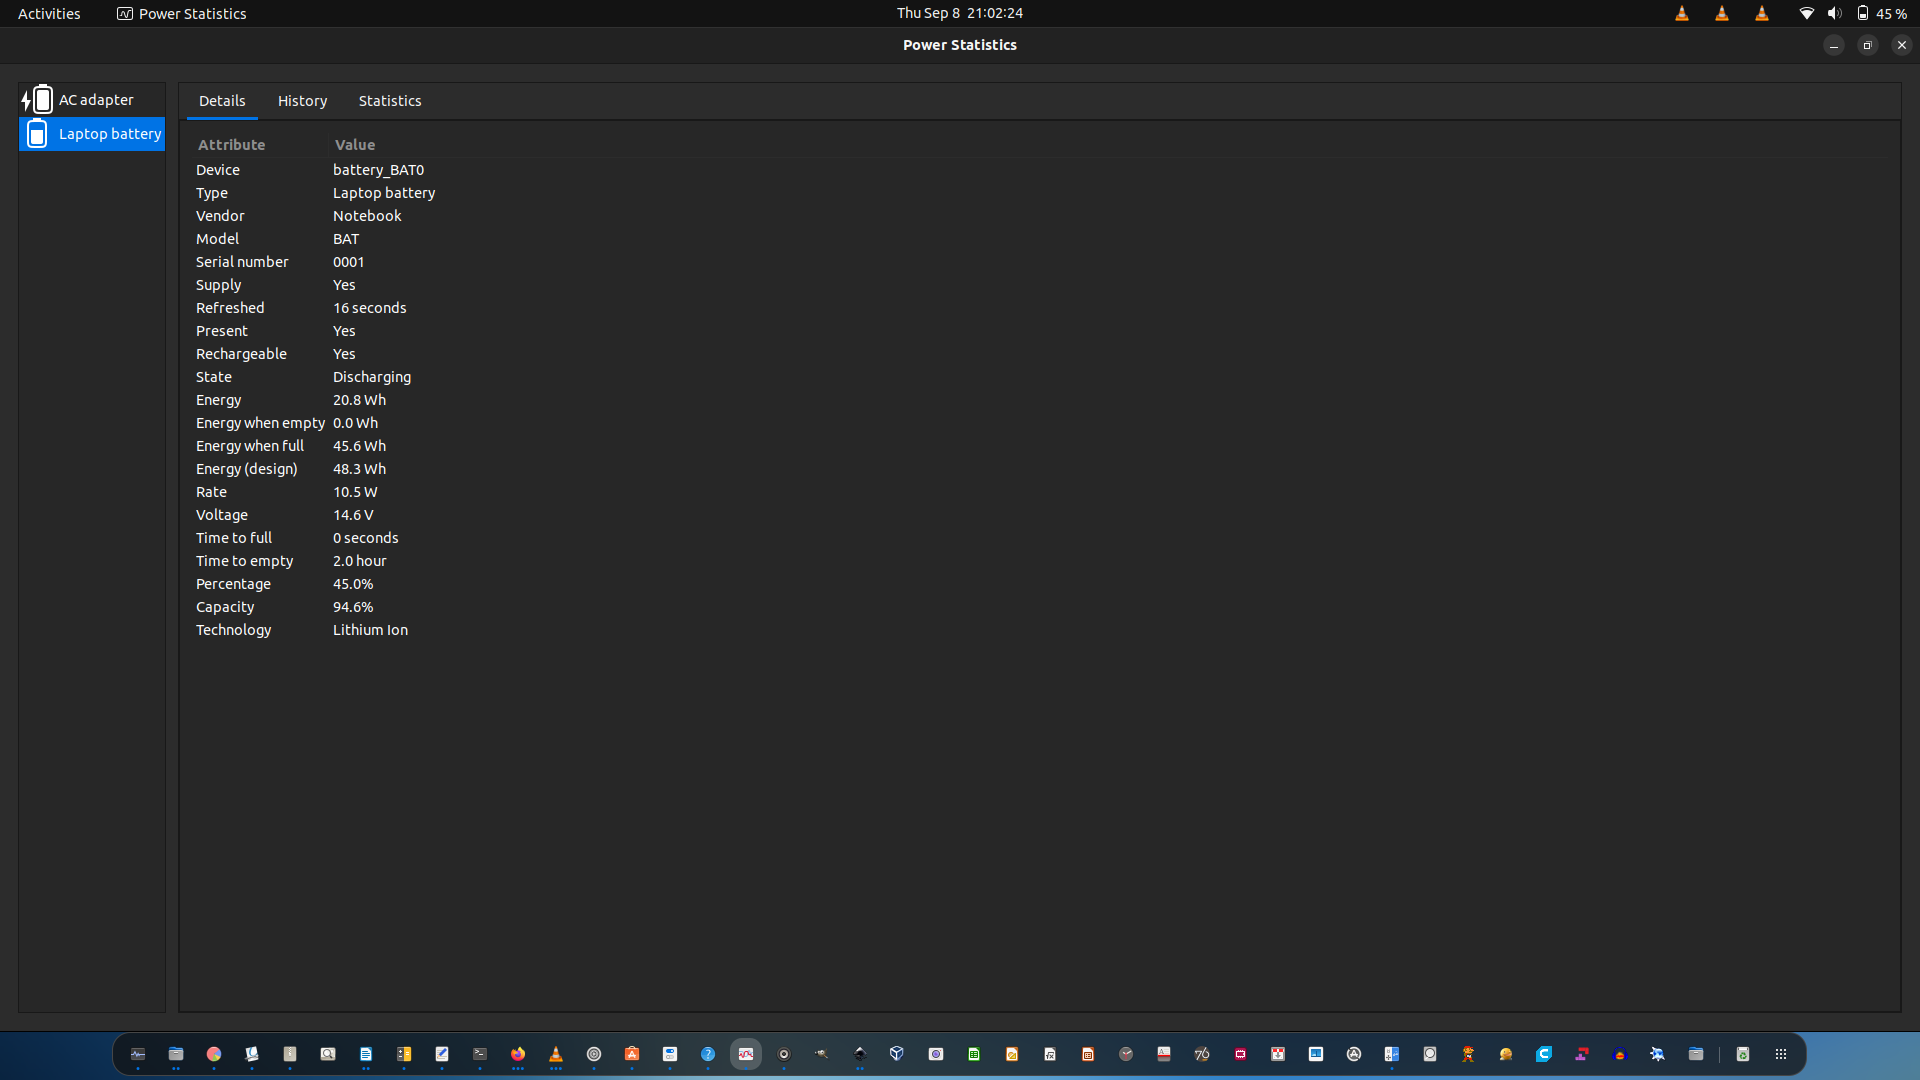 Activities Power Statistics Thu Sep 8 21:02:24 45 %
Power Statistics
AC adapter
Laptop battery
Details History Statistics
Attribute Value
Device battery_BAT0
Type Laptop battery
Vendor Notebook
Model BAT
Serial number 0001
Supply Yes
Refreshed 16 seconds
Present Yes
Rechargeable Yes
State Discharging
Energy 20.8 Wh
Energy when empty 0.0 Wh
Energy when full 45.6 Wh
Energy (design) 48.3 Wh
Rate 10.5 W
Voltage 14.6 V
Time to full 0 seconds
Time to empty 2.0 hour
Percentage 45.0%
Capacity 94.6%
Technology Lithium Ion